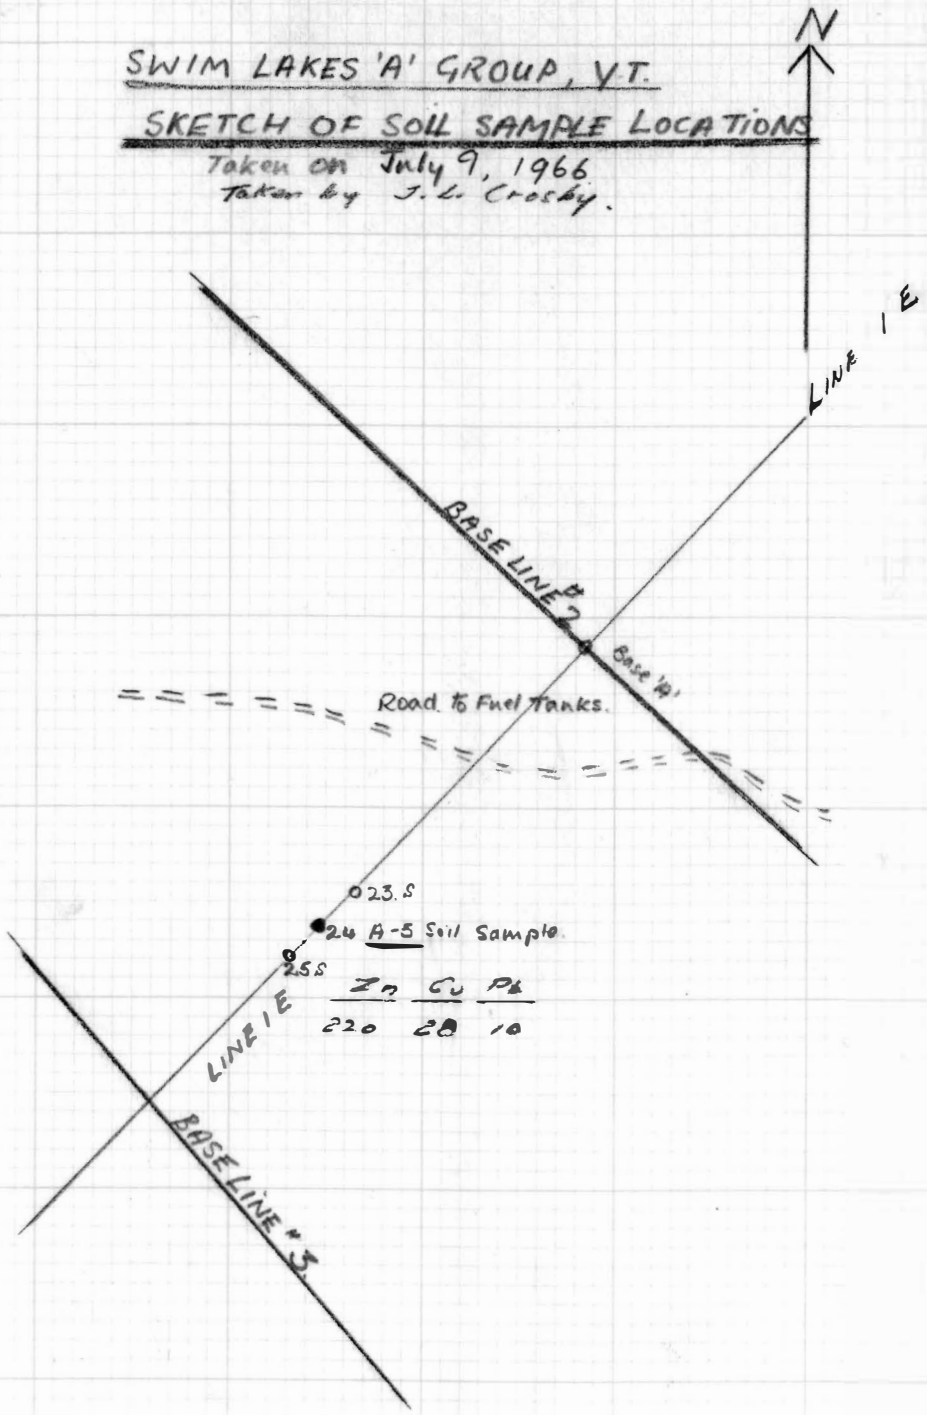 N
SWIM LAKES 'A' GROUP, Y.T.
SKETCH OF SOIL SAMPLE LOCATIONS
Taken on July 9, 1966
Taken by J. L. Crosby.
LINE 1 E
BASE LINE #2
Base 'A'
Road to Fuel Tanks.
23.S
24 A-5 Soil Sample.
25S
Zn Cu Pb
220 28 10
LINE 1 E
BASE LINE #3.